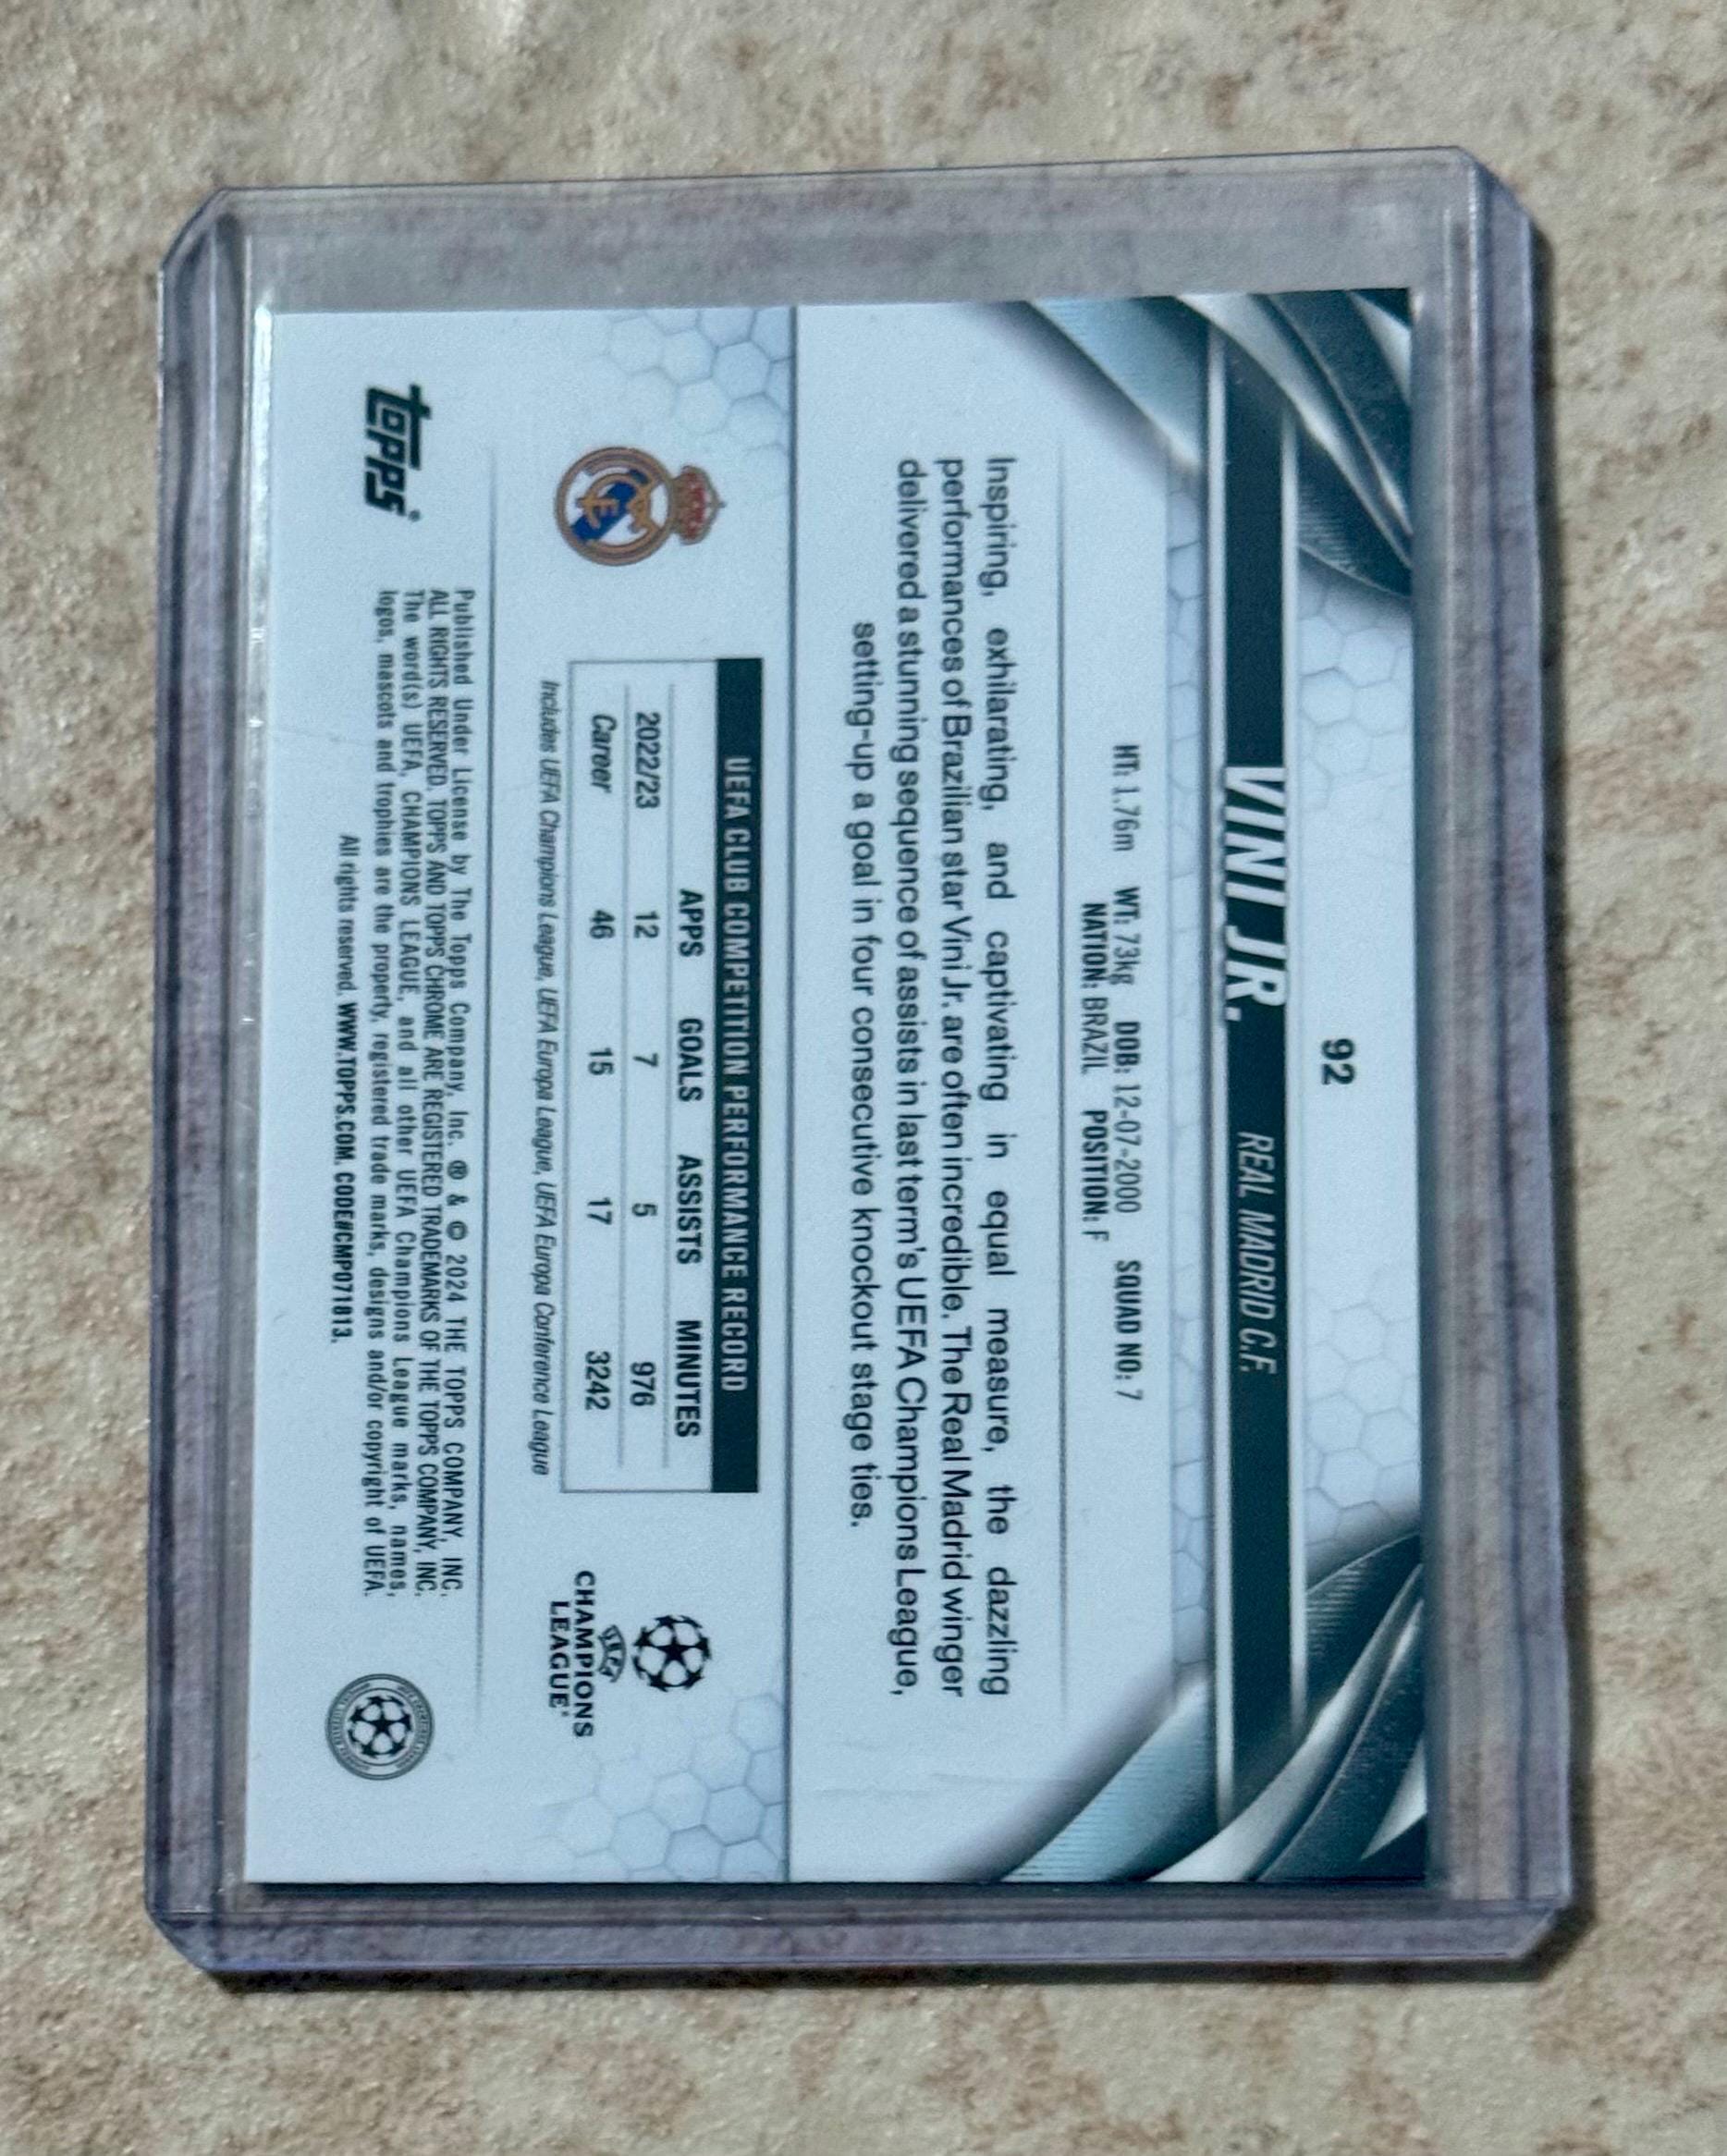 92
VINI JR. REAL MADRID C.F.
HT: 1.76m WT: 73kg DOB: 12-07-2000 SQUAD NO: 7
NATION: BRAZIL POSITION: F
Inspiring, exhilarating, and captivating in equal measure, the dazzling
performances of Brazilian star Vini Jr. are often incredible. The Real Madrid winger
delivered a stunning sequence of assists in last term's UEFA Champions League,
setting-up a goal in four consecutive knockout stage ties.
UEFA CLUB COMPETITION PERFORMANCE RECORD
APPS GOALS ASSISTS MINUTES
2022/23 12 7 5 976
Career 46 15 17 3242
Includes UEFA Champions League, UEFA Europa League, UEFA Europa Conference League
UEFA
CHAMPIONS
LEAGUE®
topps®
Published Under License by The Topps Company, Inc. ® & © 2024 THE TOPPS COMPANY, INC.
ALL RIGHTS RESERVED. TOPPS AND TOPPS CHROME ARE REGISTERED TRADEMARKS OF THE TOPPS COMPANY, INC.
The word(s) UEFA, CHAMPIONS LEAGUE, and all other UEFA Champions League marks, names,
logos, mascots and trophies are the property, registered trade marks, designs and/or copyright of UEFA.
All rights reserved. WWW.TOPPS.COM. CODE#CMP071813.